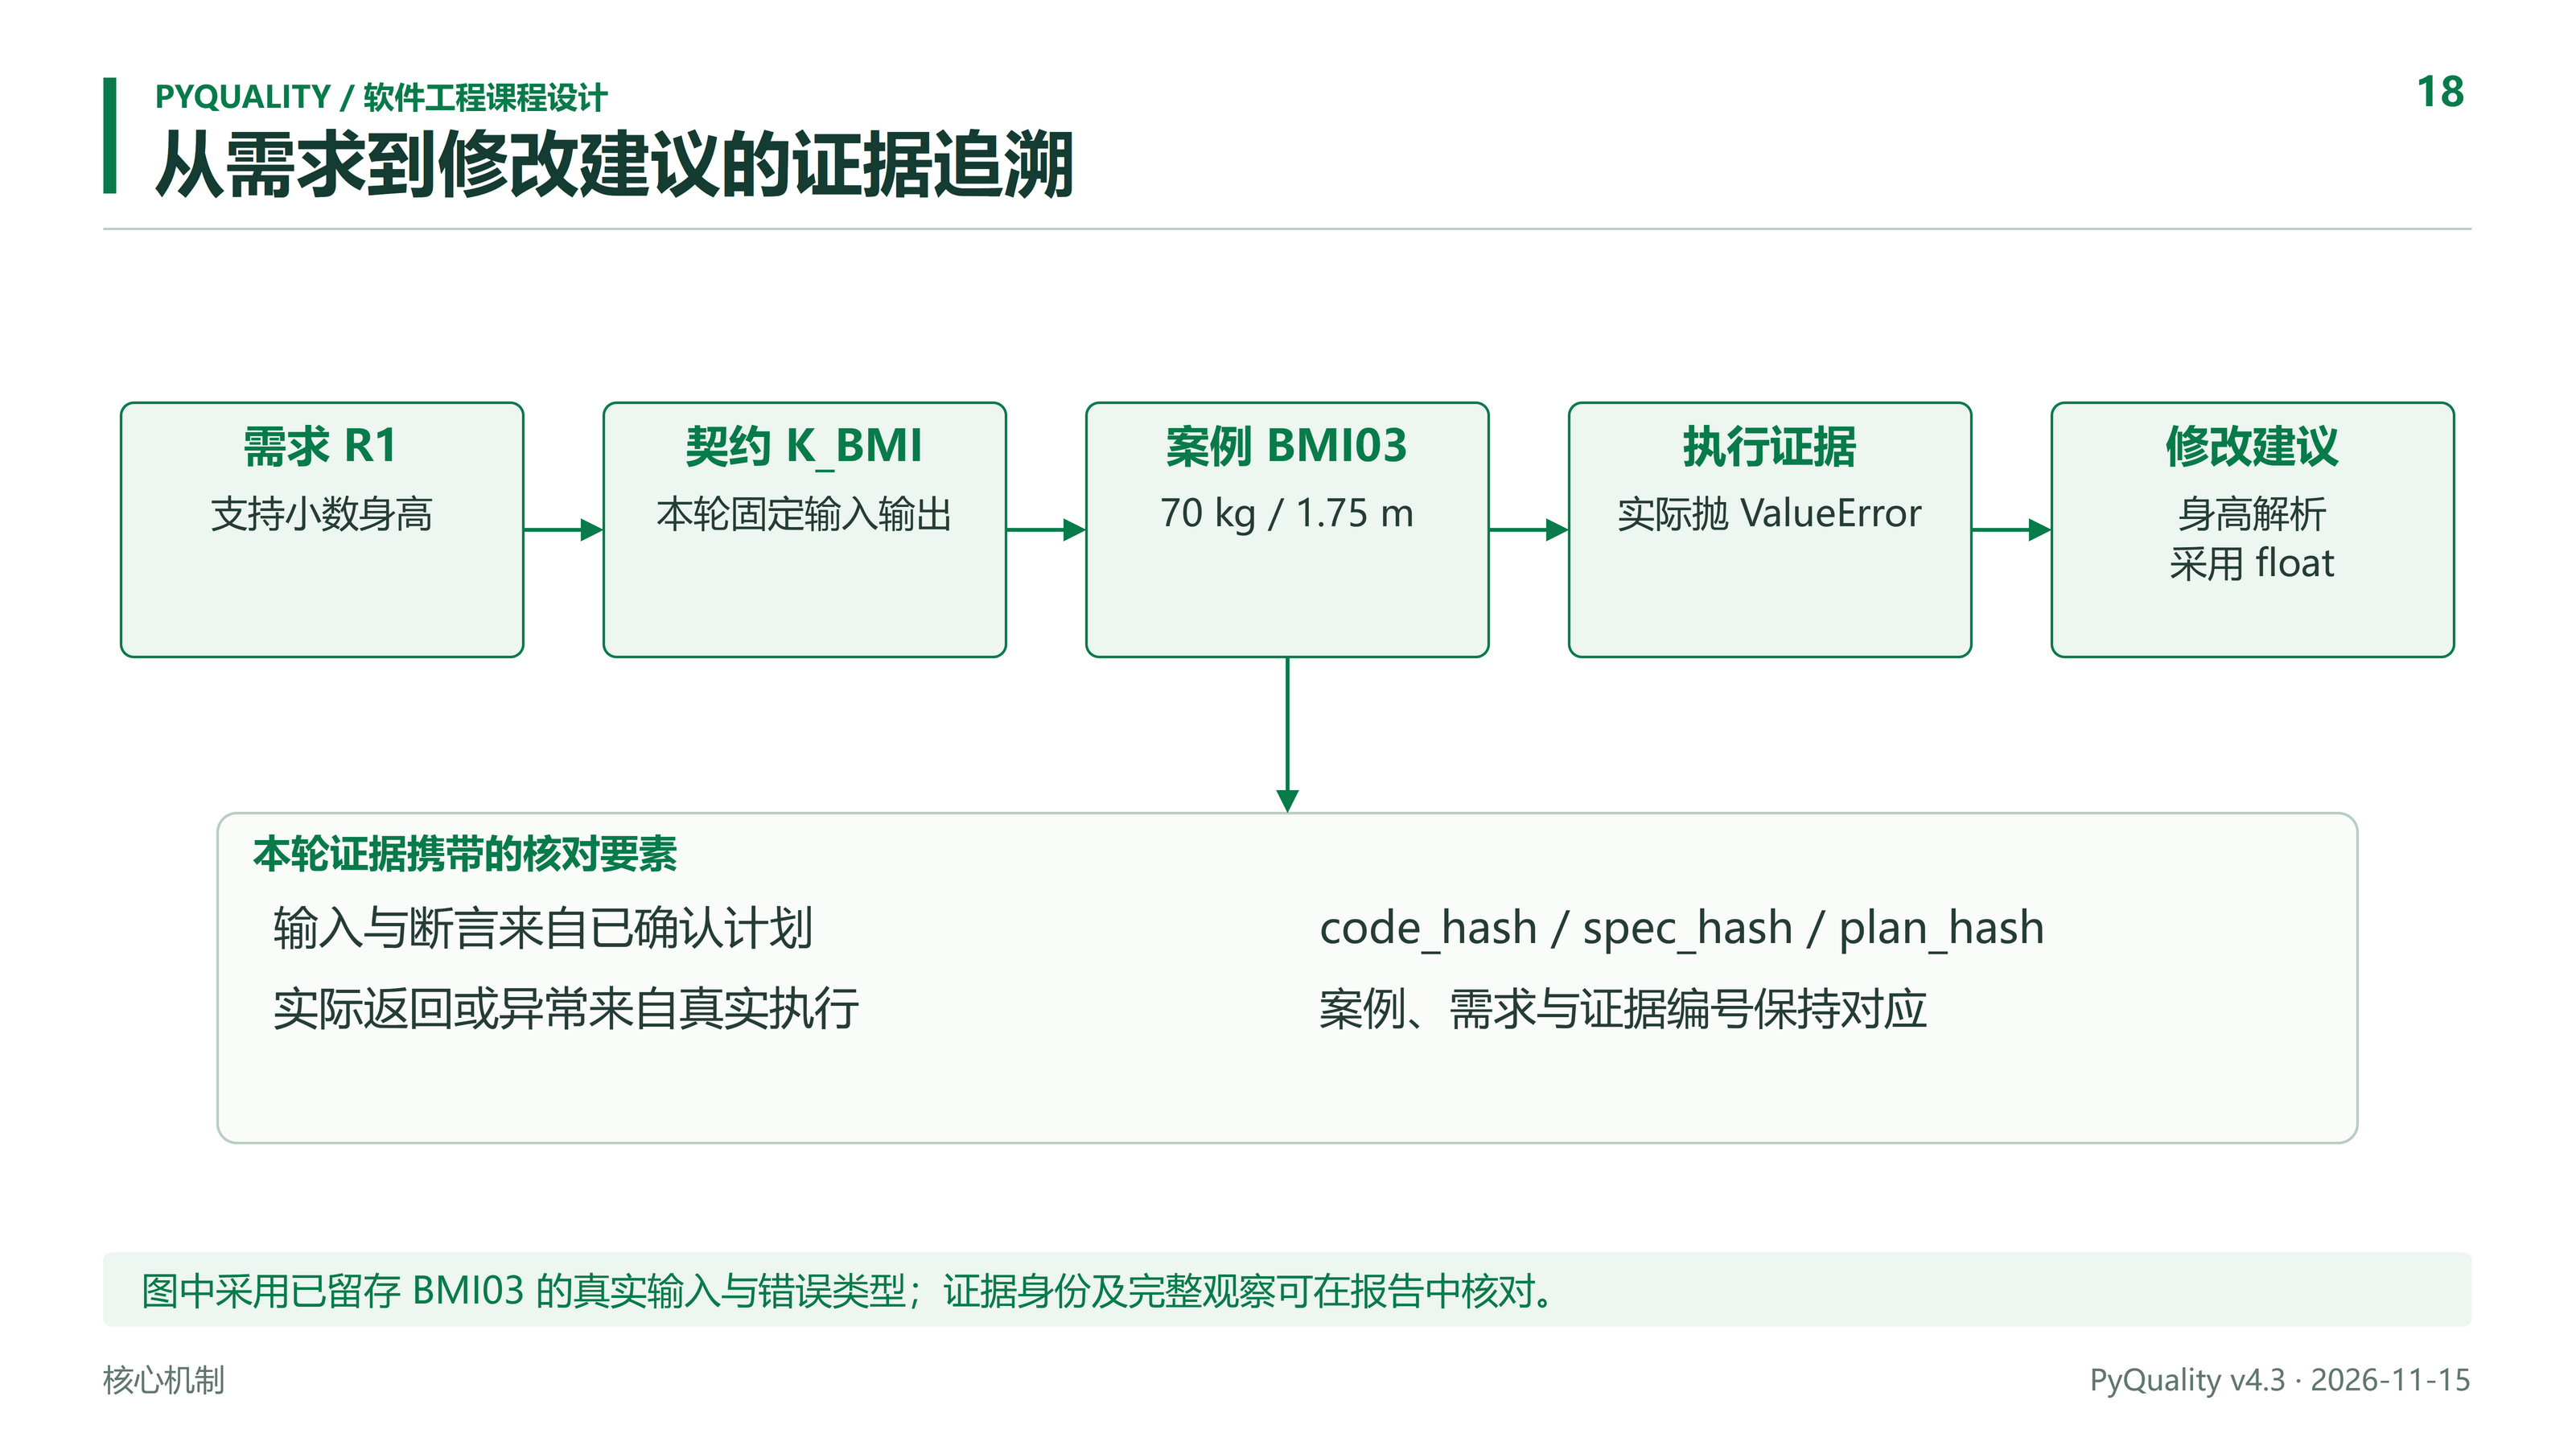 PYQUALITY / 软件工程课程设计
18
从需求到修改建议的证据追溯
需求 R1
支持小数身高
契约 K_BMI
本轮固定输入输出
案例 BMI03
70 kg / 1.75 m
执行证据
实际抛 ValueError
修改建议
身高解析
采用 float
本轮证据携带的核对要素
输入与断言来自已确认计划
实际返回或异常来自真实执行
code_hash / spec_hash / plan_hash
案例、需求与证据编号保持对应
图中采用已留存 BMI03 的真实输入与错误类型；证据身份及完整观察可在报告中核对。
核心机制
PyQuality v4.3 · 2026-11-15